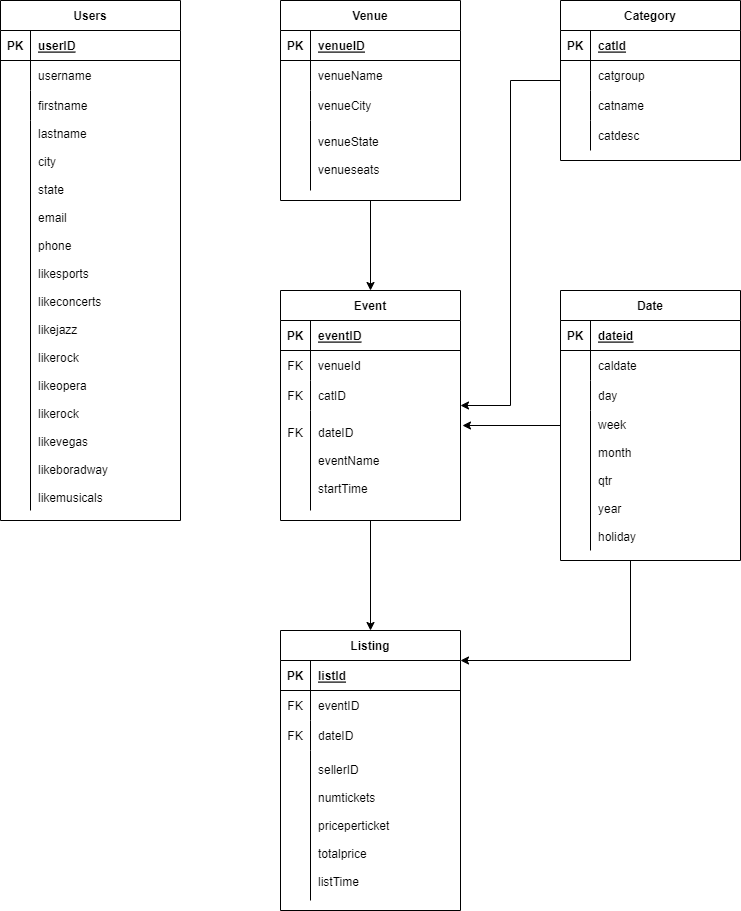 Users
PK userID
username
firstname
lastname
city
state
email
phone
likesports
likeconcerts
likejazz
likerock
likeopera
likerock
likevegas
likeboradway
likemusicals
Venue
PK venueID
venueName
venueCity
venueState
venueseats
Category
PK catId
catgroup
catname
catdesc
Event
PK eventID
FK venueId
FK catID
FK dateID
eventName
startTime
Date
PK dateid
caldate
day
week
month
qtr
year
holiday
Listing
PK listId
FK eventID
FK dateID
sellerID
numtickets
priceperticket
totalprice
listTime